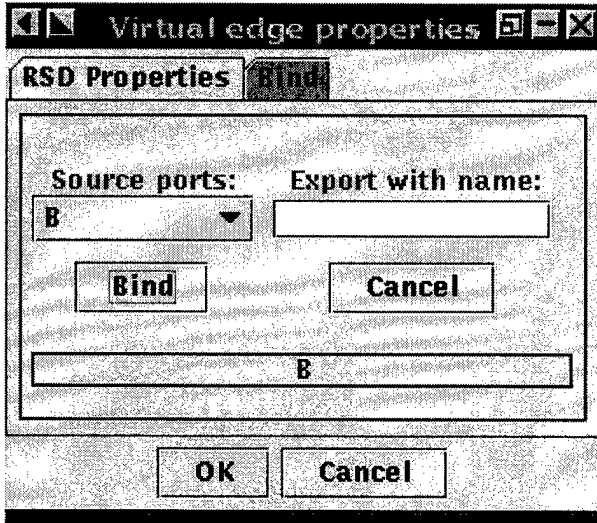 Virtual edge properties
RSD Properties Bind
Source ports: Export with name:
B
Bind Cancel
B
OK Cancel